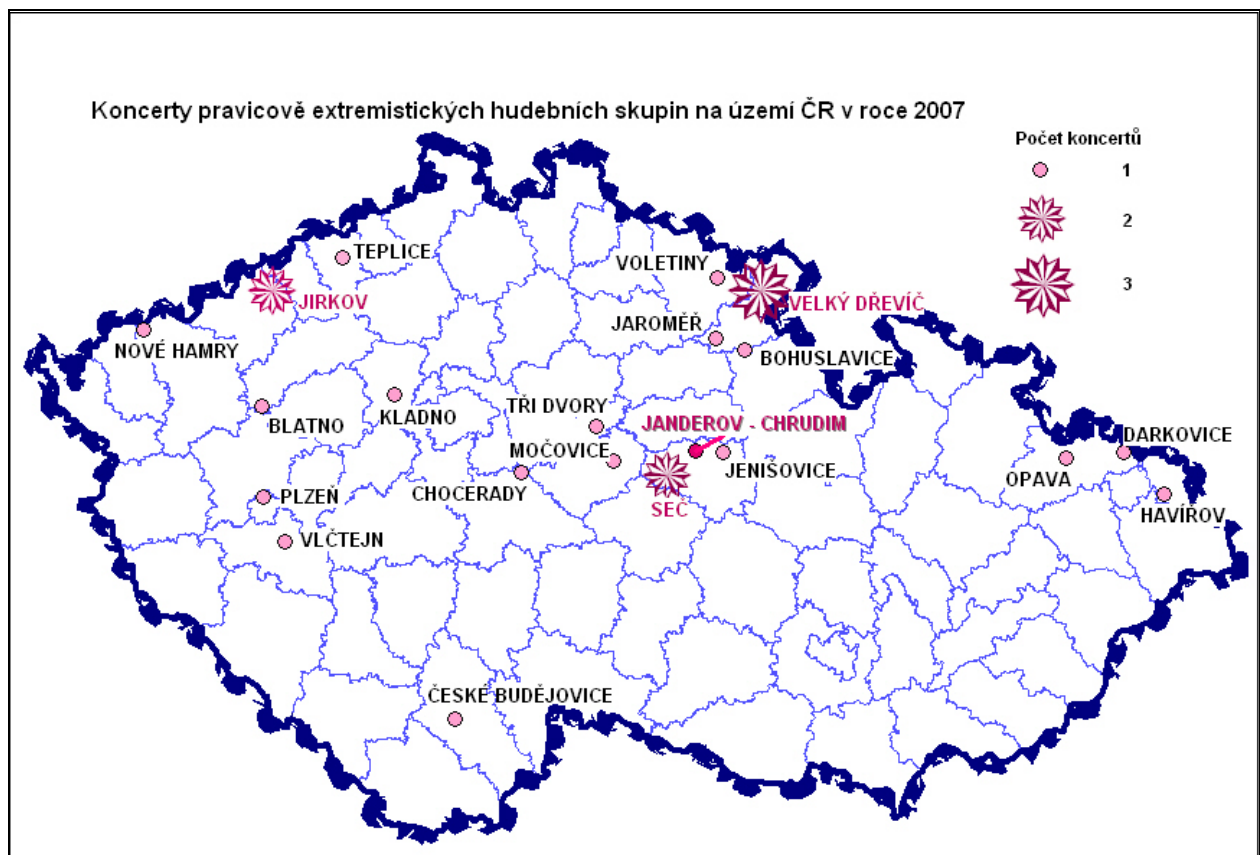 Koncerty pravicově extremistických hudebních skupin na území ČR v roce 2007
Počet koncertů
1
2
3
TEPLICE
VOLETINY
JIRKOV
VELKÝ DŘEVÍČ
NOVÉ HAMRY
JAROMĚŘ
BOHUSLAVICE
BLATNO
KLADNO
TŘI DVORY
JANDEROV - CHRUDIM
DARKOVICE
MOČOVICE
JENIŠOVICE
OPAVA
CHOCERADY
PLZEŇ
SEČ
HAVÍŘOV
VLČTEJN
ČESKÉ BUDĚJOVICE